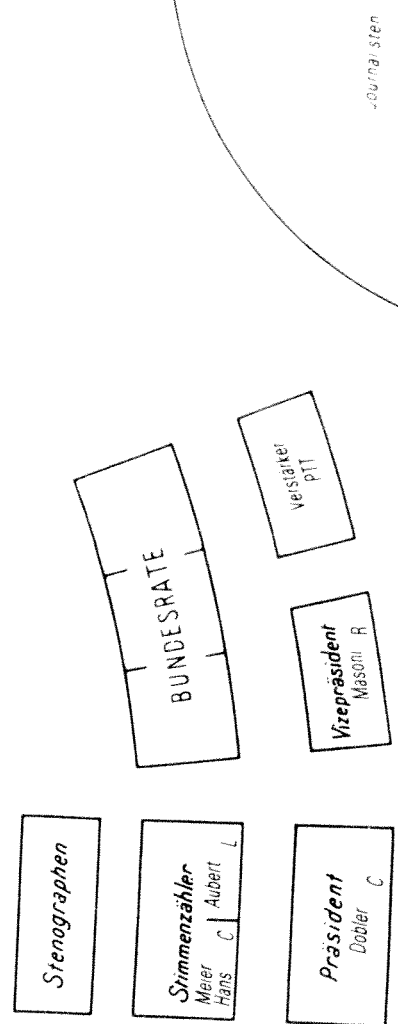 Journalisten
Verstärker
PTT
BUNDESRATE
Vizepräsident
Masoni R
Stenographen
Stimmenzähler
Meier
Hans C
Aubert L
Präsident
Dobler C